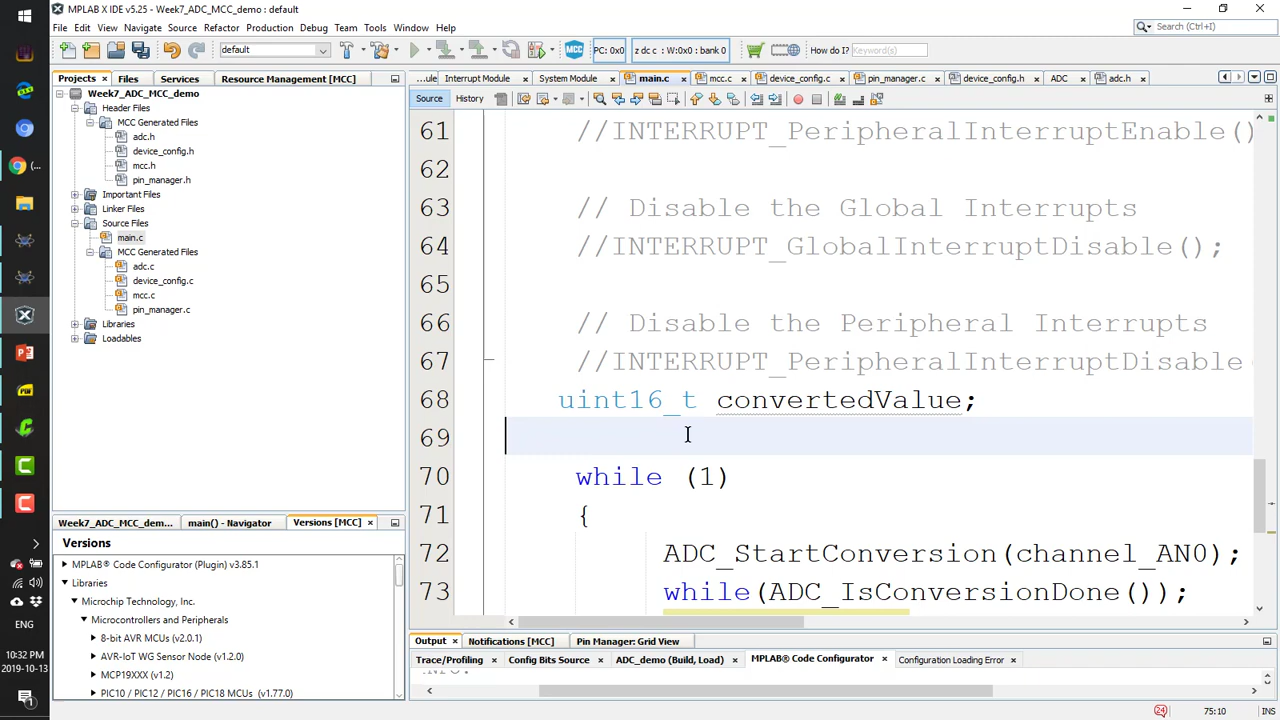 MPLAB X IDE v5.25 - Week7_ADC_MCC_demo : default
File Edit View Navigate Source Refactor Production Debug Team Tools Window Help
Search (Ctrl+I)
default
MCC
PC: 0x0
z dc c : W:0x0 : bank 0
How do I?
Keyword(s)
Projects × Files Services Resource Management [MCC]
...ule Interrupt Module × System Module × main.c × mcc.c × device_config.c × pin_manager.c × device_config.h × ADC × adc.h ×
Source History
Week7_ADC_MCC_demo
Header Files
MCC Generated Files
adc.h
device_config.h
mcc.h
pin_manager.h
Important Files
Linker Files
Source Files
main.c
MCC Generated Files
adc.c
device_config.c
mcc.c
pin_manager.c
Libraries
Loadables
61 //INTERRUPT_PeripheralInterruptEnable()
62
63 // Disable the Global Interrupts
64 //INTERRUPT_GlobalInterruptDisable();
65
66 // Disable the Peripheral Interrupts
67 //INTERRUPT_PeripheralInterruptDisable(
68 uint16_t convertedValue;
69
70 while (1)
71 {
72 ADC_StartConversion(channel_AN0);
73 while(ADC_IsConversionDone());
Week7_ADC_MCC_dem... main() - Navigator Versions [MCC] ×
Versions
MPLAB® Code Configurator (Plugin) v3.85.1
Libraries
Microchip Technology, Inc.
Microcontrollers and Peripherals
8-bit AVR MCUs (v2.0.1)
AVR-IoT WG Sensor Node (v1.2.0)
MCP19XXX (v1.2)
PIC10 / PIC12 / PIC16 / PIC18 MCUs (v1.77.0)
Output × Notifications [MCC] Pin Manager: Grid View
Trace/Profiling × Config Bits Source × ADC_demo (Build, Load) × MPLAB® Code Configurator × Configuration Loading Error ×
24
75:10
INS
ENG
10:32 PM
2019-10-13
1